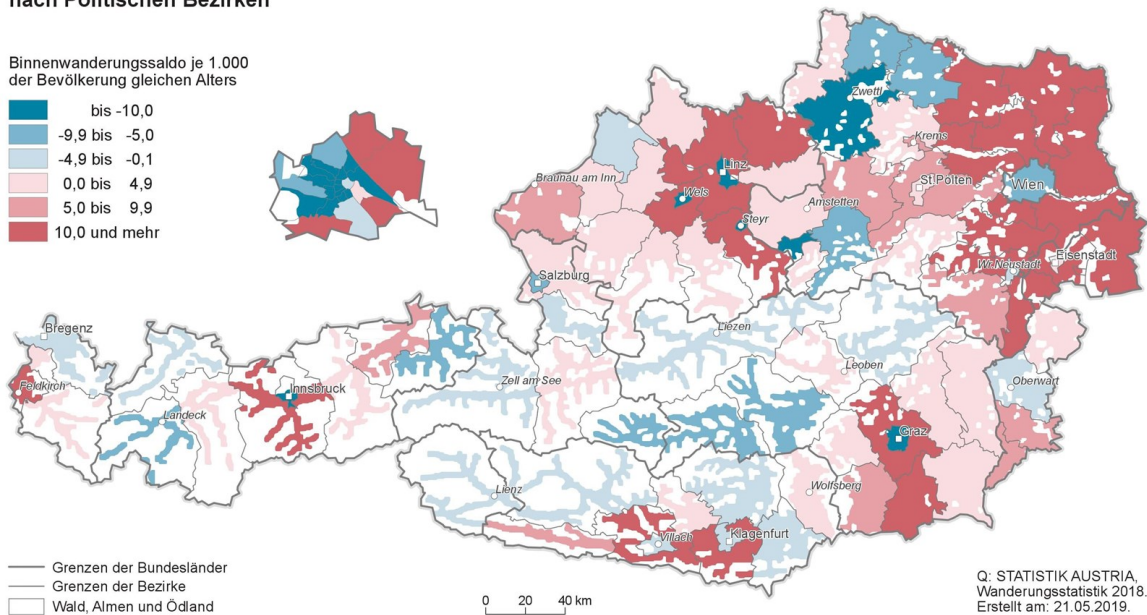 nach Politischen Bezirken
Binnenwanderungssaldo je 1.000
der Bevölkerung gleichen Alters
bis -10,0
-9,9 bis -5,0
-4,9 bis -0,1
0,0 bis 4,9
5,0 bis 9,9
10,0 und mehr
Zwettl
Krems
Linz
Braunau am Inn
St.Pölten
Wien
Wels
Amstetten
Steyr
Eisenstadt
Wr.Neustadt
Salzburg
Bregenz
Liezen
Leoben
Oberwart
Feldkirch
Innsbruck
Zell am See
Landeck
Graz
Lienz
Wolfsberg
Villach
Klagenfurt
Grenzen der Bundesländer
Grenzen der Bezirke
Wald, Almen und Ödland
0 20 40 km
Q: STATISTIK AUSTRIA,
Wanderungsstatistik 2018
Erstellt am: 21.05.2019